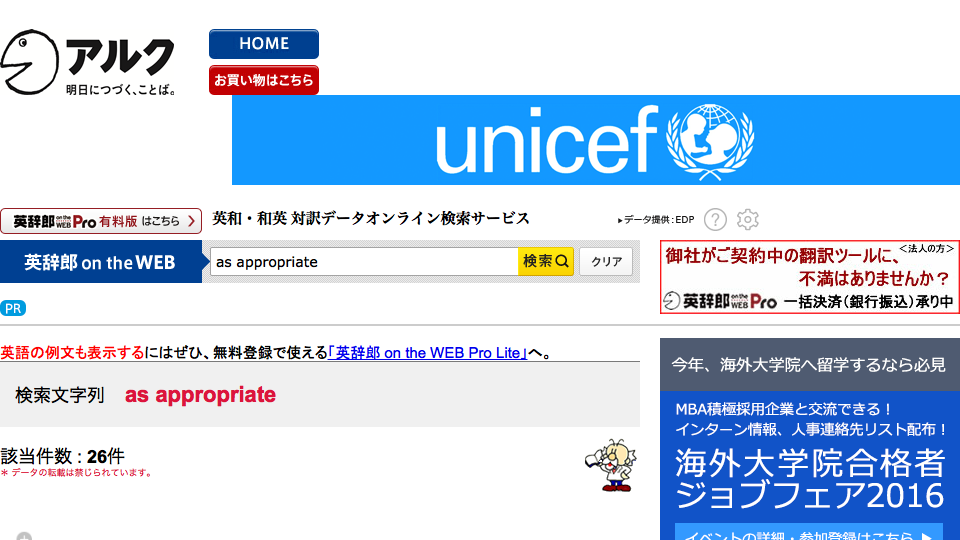 アルク
明日につづく、ことば。
HOME
お買い物はこちら
unicef
英辞郎 on the WEB Pro 有料版 はこちら
英和・和英 対訳データオンライン検索サービス
▶データ提供:EDP
?
英辞郎 on the WEB
as appropriate
検索
クリア
御社がご契約中の翻訳ツールに、
<法人の方>
不満はありませんか?
英辞郎 on the WEB Pro 一括決済(銀行振込)承り中
PR
英語の例文も表示するにはぜひ、無料登録で使える「英辞郎 on the WEB Pro Lite」へ。
検索文字列 as appropriate
該当件数 : 26件
* データの転載は禁じられています。
今年、海外大学院へ留学するなら必見
MBA積極採用企業と交流できる!
インターン情報、人事連絡先リスト配布!
海外大学院合格者
ジョブフェア2016
イベントの詳細・参加登録はこちら ▶